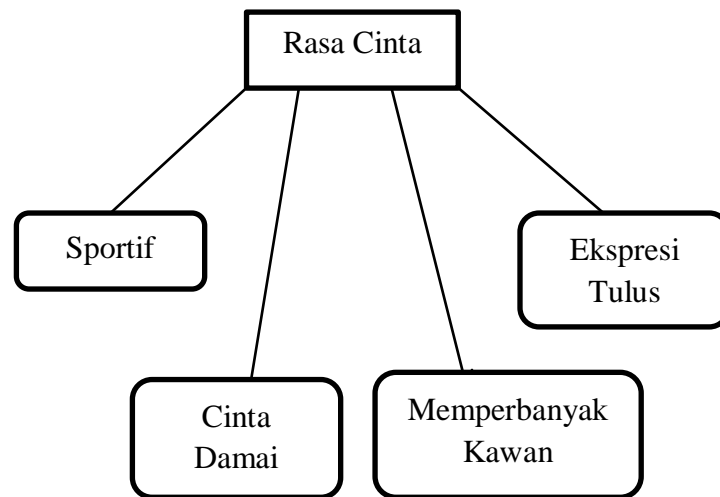 Rasa Cinta
Sportif
Ekspresi
Tulus
Cinta
Damai
Memperbanyak
Kawan